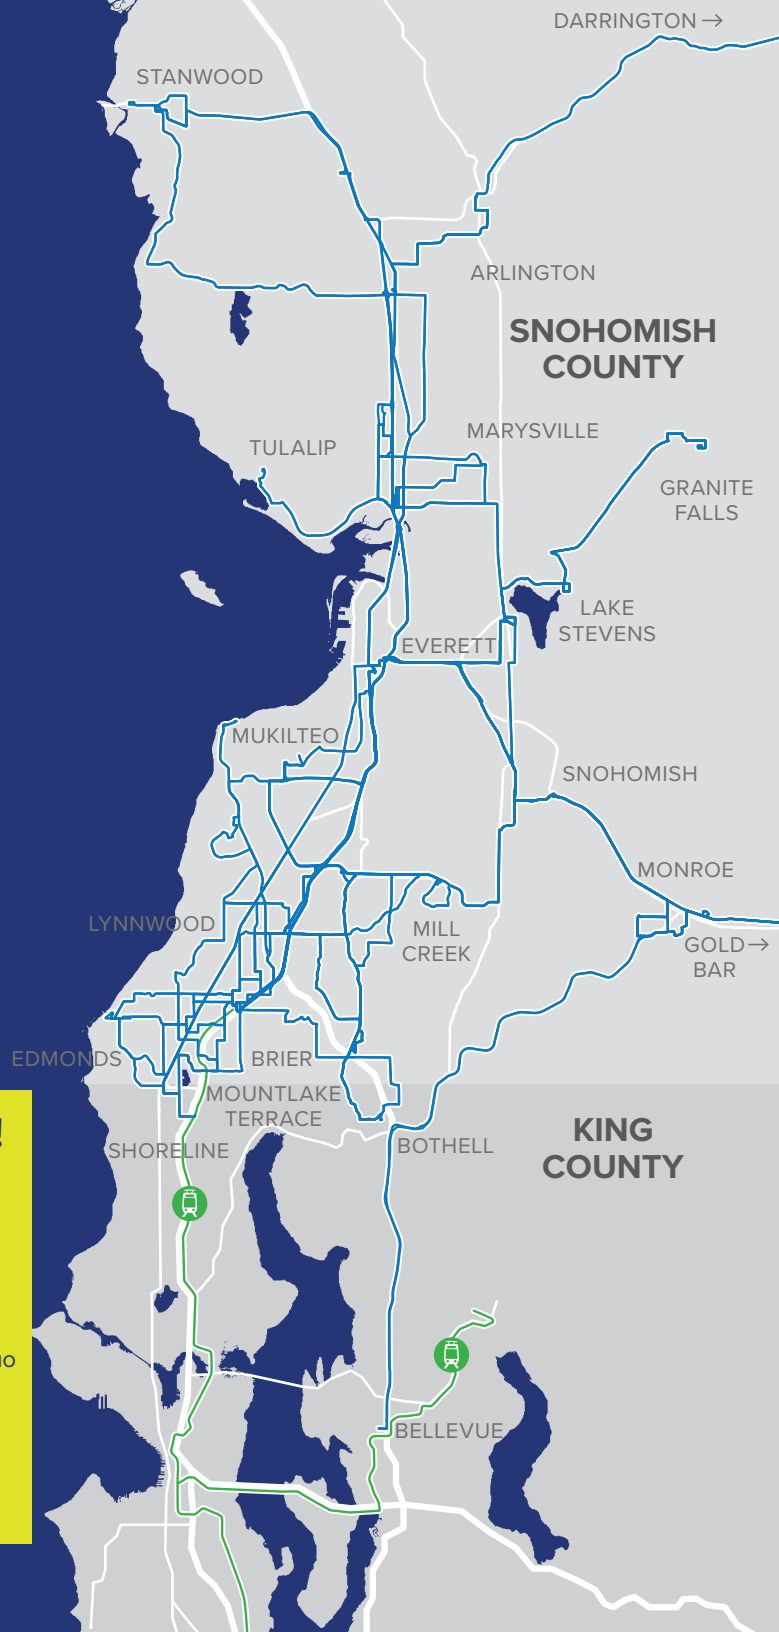 DARRINGTON →
STANWOOD
ARLINGTON
SNOHOMISH
COUNTY
MARYSVILLE
TULALIP
GRANITE
FALLS
LAKE
STEVENS
EVERETT
MUKILTEO
SNOHOMISH
MONROE
LYNNWOOD
MILL
CREEK
GOLD →
BAR
EDMONDS
BRIER
MOUNTLAKE
TERRACE
!
KING
COUNTY
SHORELINE
BOTHELL
BELLEVUE